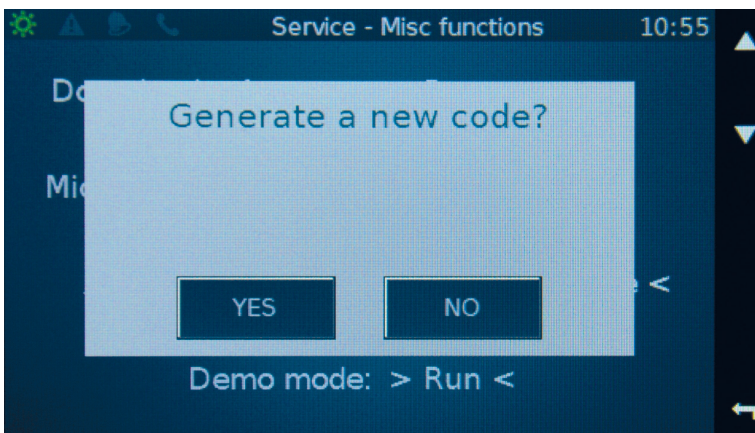 Service - Misc functions 10:55
Generate a new code?
YES NO
<
Demo mode: > Run <